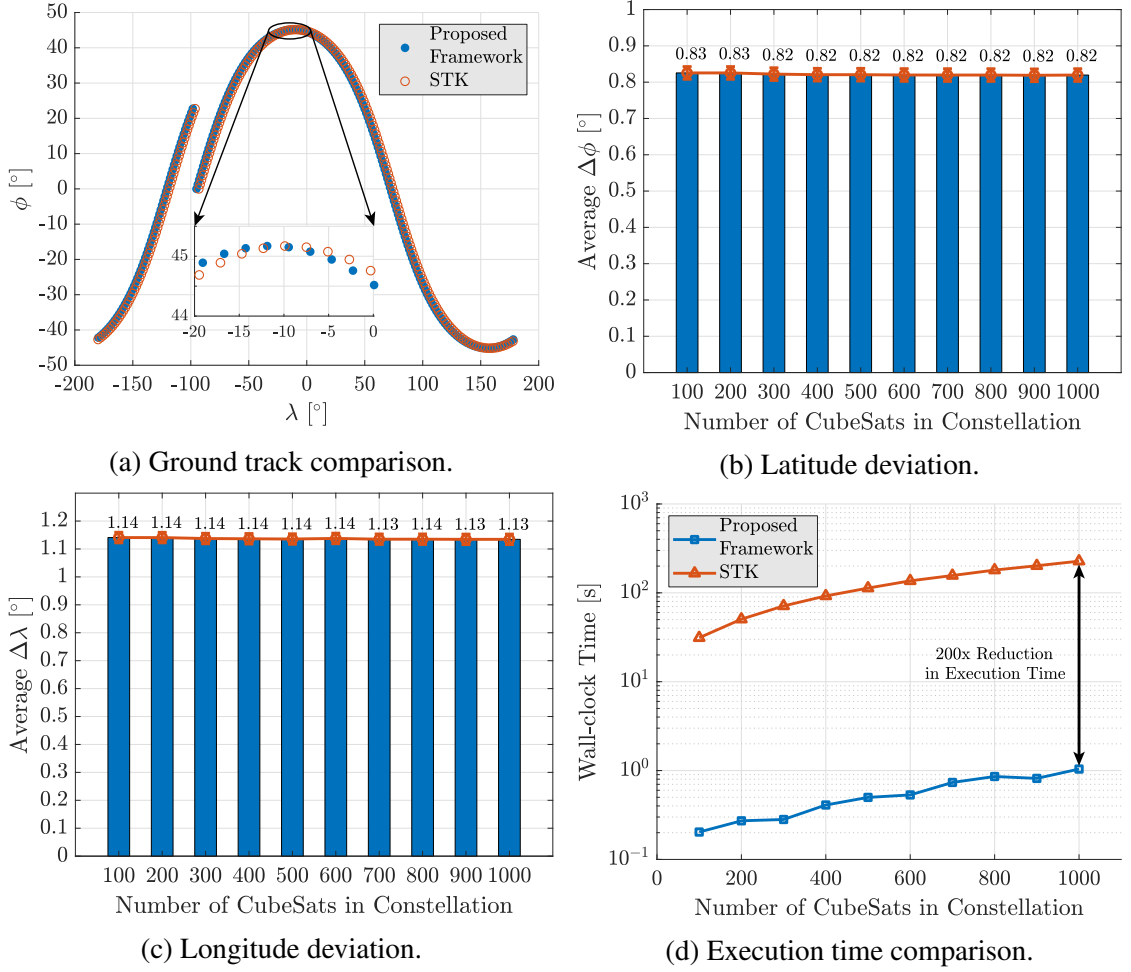 50
40
30
20
10
0
-10
-20
-30
-40
-50
ϕ [°]
Proposed
Framework
STK
45
44
-20 -15 -10 -5 0
-200 -150 -100 -50 0 50 100 150 200
λ [°]
(a) Ground track comparison.
1
0.9
0.8
0.7
0.6
0.5
0.4
0.3
0.2
0.1
0
Average Δϕ [°]
0.83 0.83 0.82 0.82 0.82 0.82 0.82 0.82 0.82 0.82
100 200 300 400 500 600 700 800 900 1000
Number of CubeSats in Constellation
(b) Latitude deviation.
1.2
1.1
1
0.9
0.8
0.7
0.6
0.5
0.4
0.3
0.2
0.1
0
Average Δλ [°]
1.14 1.14 1.14 1.14 1.14 1.14 1.13 1.14 1.13 1.13
100 200 300 400 500 600 700 800 900 1000
Number of CubeSats in Constellation
(c) Longitude deviation.
10³
10²
10¹
10⁰
10⁻¹
Wall-clock Time [s]
Proposed
Framework
STK
200x Reduction
in Execution Time
0 200 400 600 800 1000
Number of CubeSats in Constellation
(d) Execution time comparison.